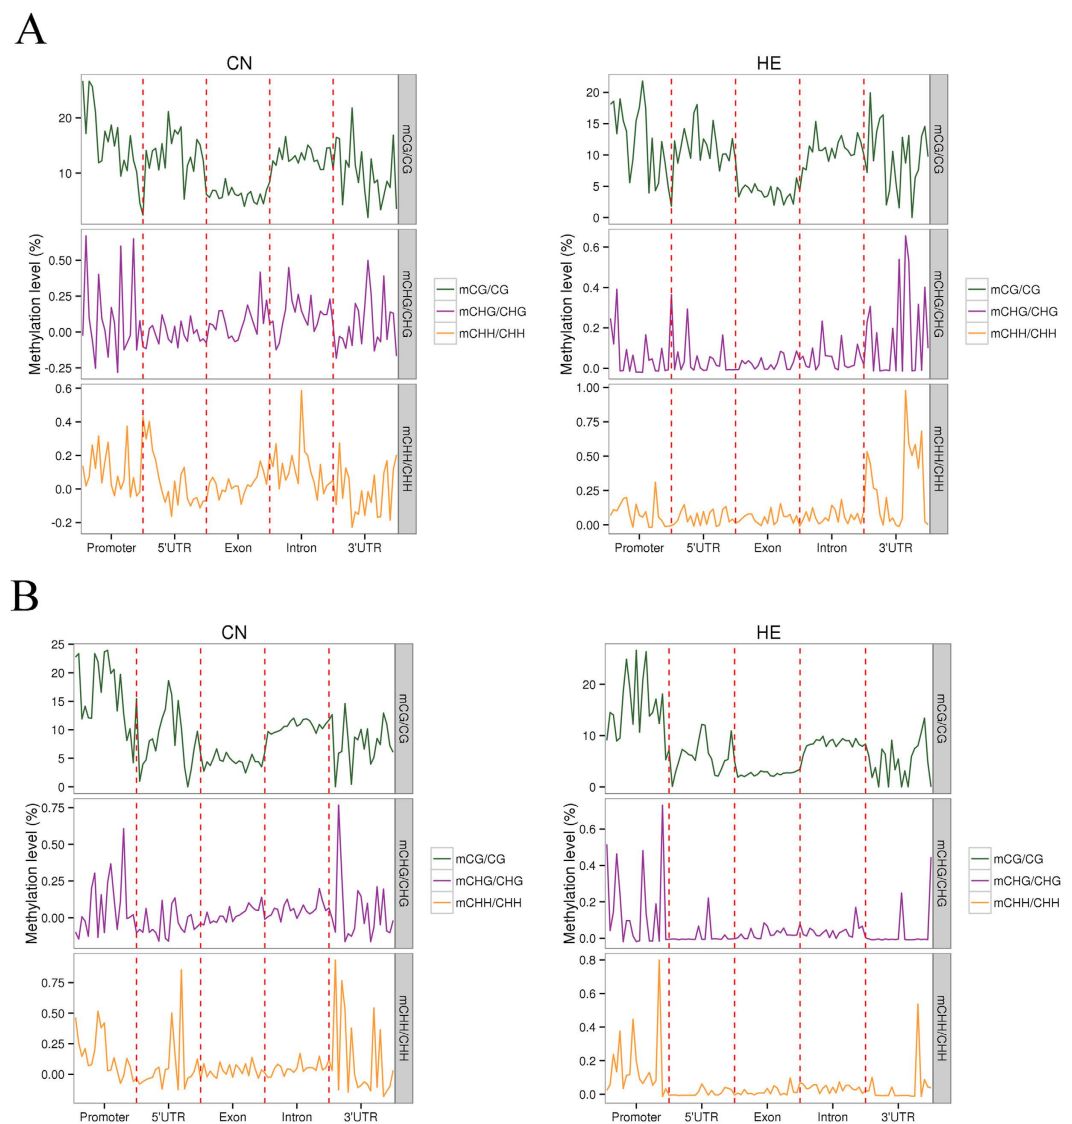 A
CN
HE
20
10
mCG/CG
20
15
10
5
0
mCG/CG
Methylation level (%)
0.50
0.25
0.00
-0.25
mCHG/CHG
mCG/CG
mCHG/CHG
mCHH/CHH
Methylation level (%)
0.6
0.4
0.2
0.0
mCHG/CHG
mCG/CG
mCHG/CHG
mCHH/CHH
0.6
0.4
0.2
0.0
-0.2
mCHH/CHH
1.00
0.75
0.50
0.25
0.00
mCHH/CHH
Promoter 5'UTR Exon Intron 3'UTR
Promoter 5'UTR Exon Intron 3'UTR
B
CN
HE
25
20
15
10
5
0
mCG/CG
20
10
0
mCG/CG
Methylation level (%)
0.75
0.50
0.25
0.00
mCHG/CHG
mCG/CG
mCHG/CHG
mCHH/CHH
Methylation level (%)
0.6
0.4
0.2
0.0
mCHG/CHG
mCG/CG
mCHG/CHG
mCHH/CHH
0.75
0.50
0.25
0.00
mCHH/CHH
0.8
0.6
0.4
0.2
0.0
mCHH/CHH
Promoter 5'UTR Exon Intron 3'UTR
Promoter 5'UTR Exon Intron 3'UTR